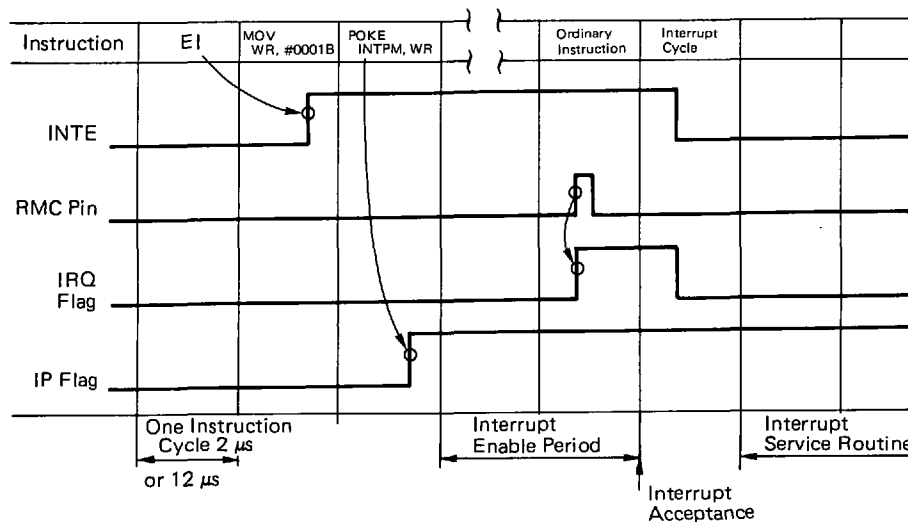 Instruction
EI
MOV
WR, #0001B
POKE
INTPM, WR
Ordinary
Instruction
Interrupt
Cycle
INTE
RMC Pin
IRQ
Flag
IP Flag
One Instruction
Cycle 2 μs
or 12 μs
Interrupt
Enable Period
Interrupt
Service Routine
Interrupt
Acceptance